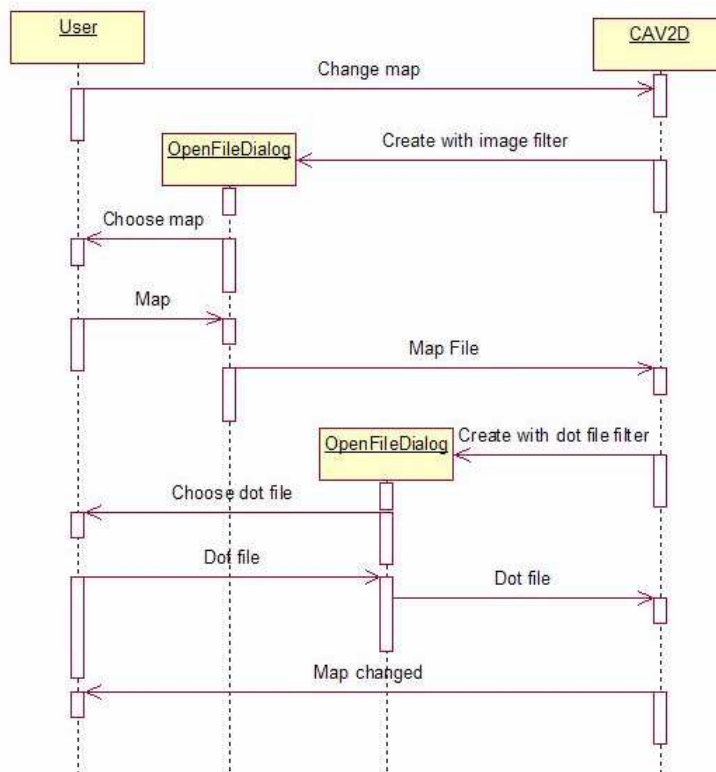 User
CAV2D
Change map
OpenFileDialog
Create with image filter
Choose map
Map
Map File
OpenFileDialog
Create with dot file filter
Choose dot file
Dot file
Dot file
Map changed